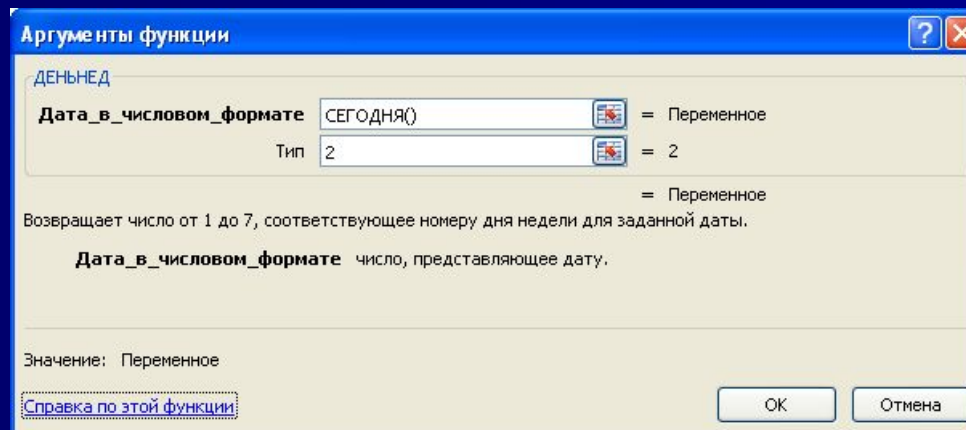 Аргументы функции
ДЕНЬНЕД
Дата_в_числовом_формате СЕГОДНЯ() = Переменное
Тип 2 = 2
= Переменное
Возвращает число от 1 до 7, соответствующее номеру дня недели для заданной даты.
Дата_в_числовом_формате число, представляющее дату.
Значение: Переменное
Справка по этой функции ОК Отмена